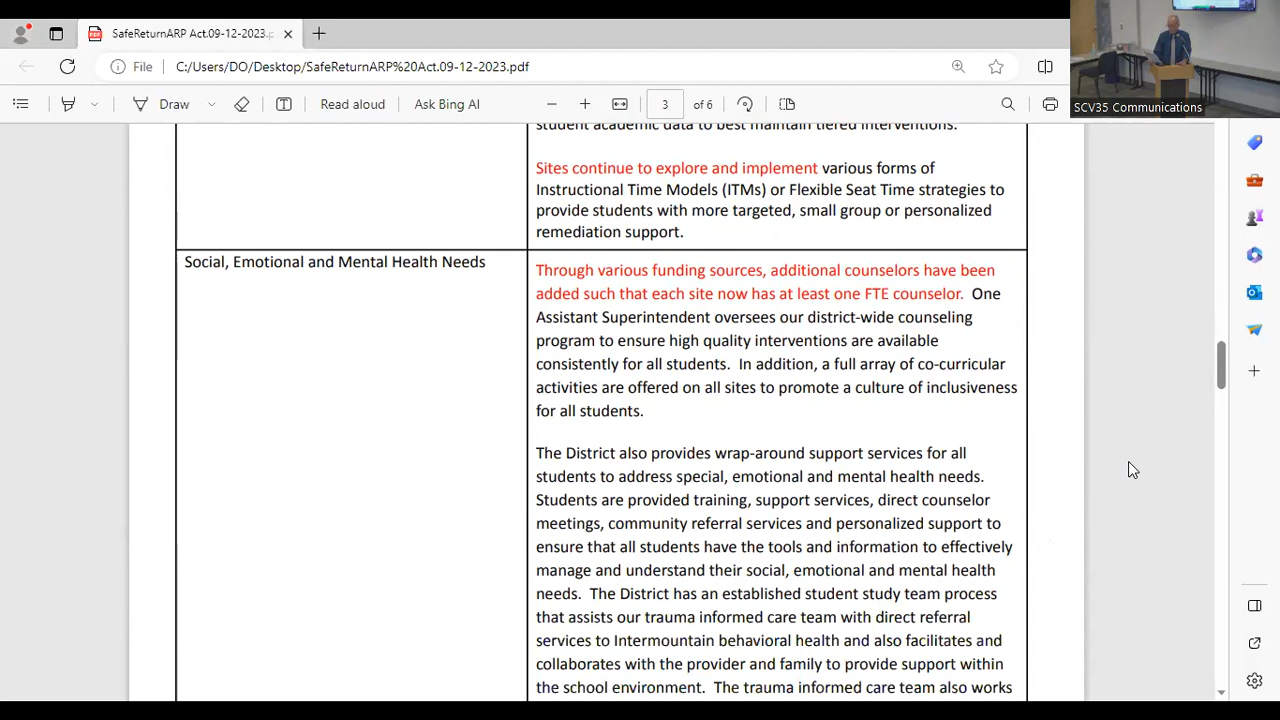 SafeReturnARP Act.09-12-2023.p
File
C:/Users/DO/Desktop/SafeReturnARP%20Act.09-12-2023.pdf
Draw
Read aloud
Ask Bing AI
3 of 6
SCV35 Communications
student academic data to best maintain tiered interventions.
Sites continue to explore and implement various forms of
Instructional Time Models (ITMs) or Flexible Seat Time strategies to
provide students with more targeted, small group or personalized
remediation support.
Social, Emotional and Mental Health Needs
Through various funding sources, additional counselors have been
added such that each site now has at least one FTE counselor. One
Assistant Superintendent oversees our district-wide counseling
program to ensure high quality interventions are available
consistently for all students. In addition, a full array of co-curricular
activities are offered on all sites to promote a culture of inclusiveness
for all students.
The District also provides wrap-around support services for all
students to address special, emotional and mental health needs.
Students are provided training, support services, direct counselor
meetings, community referral services and personalized support to
ensure that all students have the tools and information to effectively
manage and understand their social, emotional and mental health
needs. The District has an established student study team process
that assists our trauma informed care team with direct referral
services to Intermountain behavioral health and also facilitates and
collaborates with the provider and family to provide support within
the school environment. The trauma informed care team also works